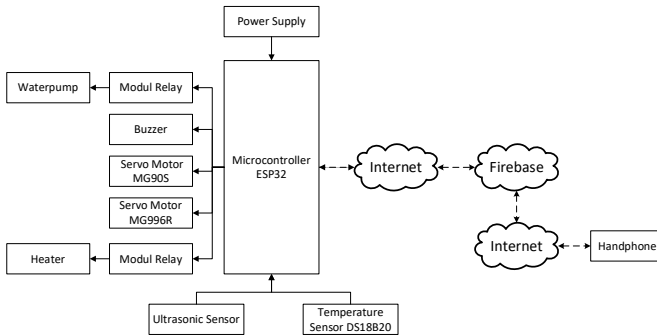 Power Supply
Waterpump
Modul Relay
Buzzer
Servo Motor
MG90S
Servo Motor
MG996R
Heater
Modul Relay
Microcontroller
ESP32
Internet
Firebase
Internet
Handphone
Ultrasonic Sensor
Temperature
Sensor DS18B20